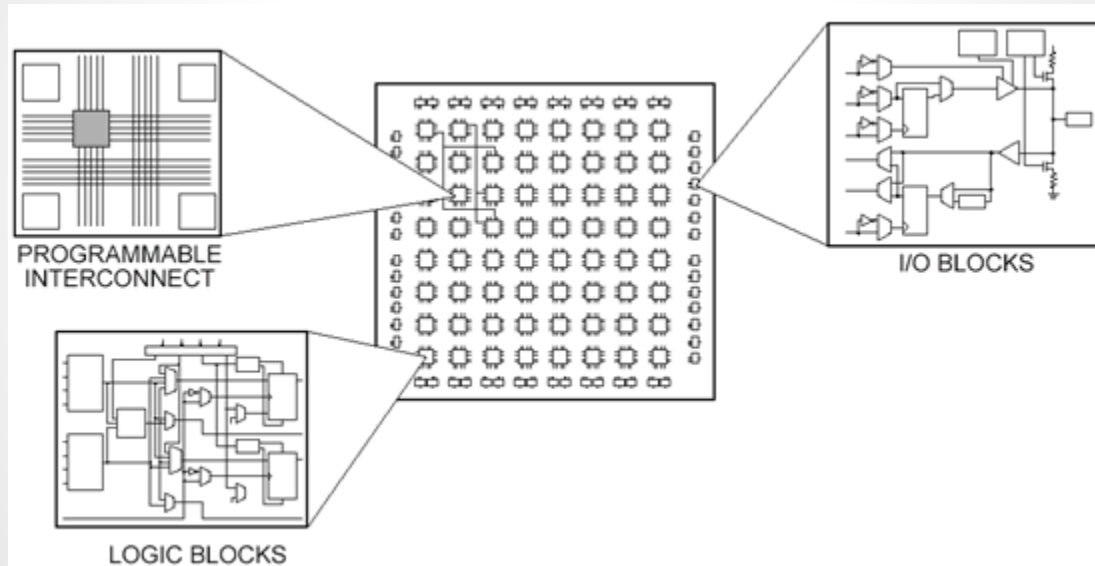 PROGRAMMABLE
INTERCONNECT
I/O BLOCKS
LOGIC BLOCKS